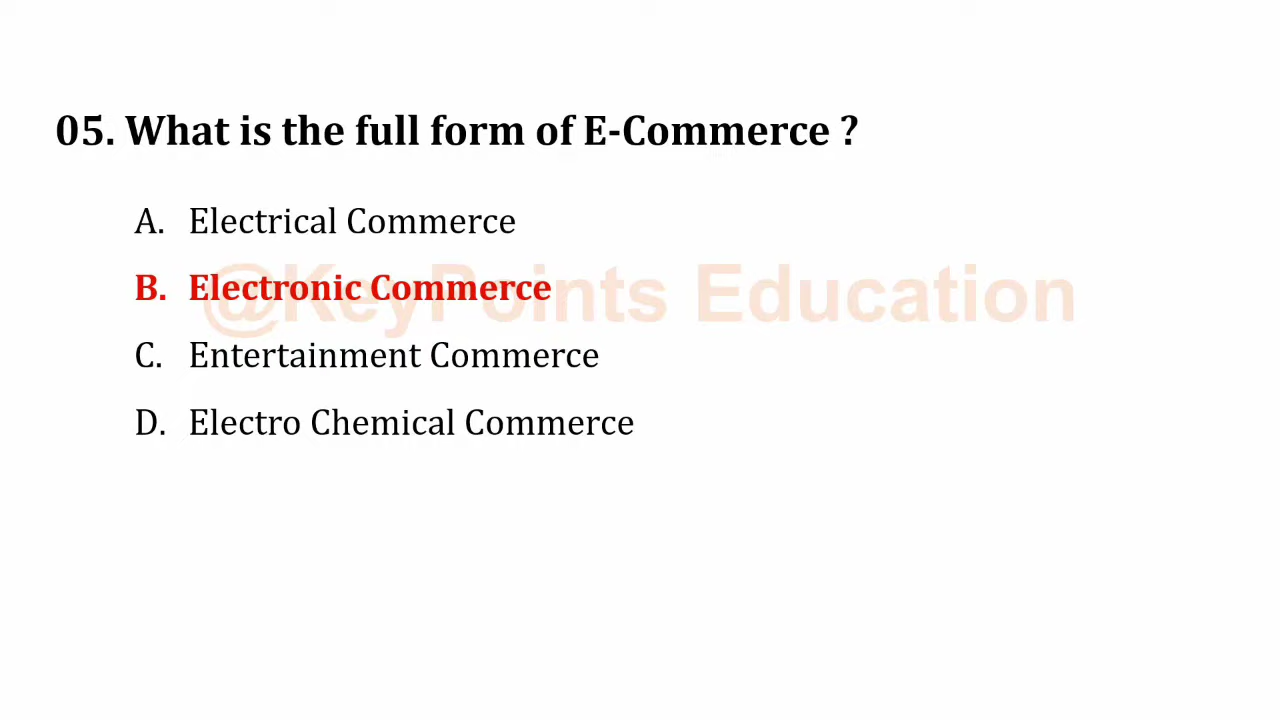 05. What is the full form of E-Commerce ?
A. Electrical Commerce
B. Electronic Commerce
@KeyPoints Education
C. Entertainment Commerce
D. Electro Chemical Commerce